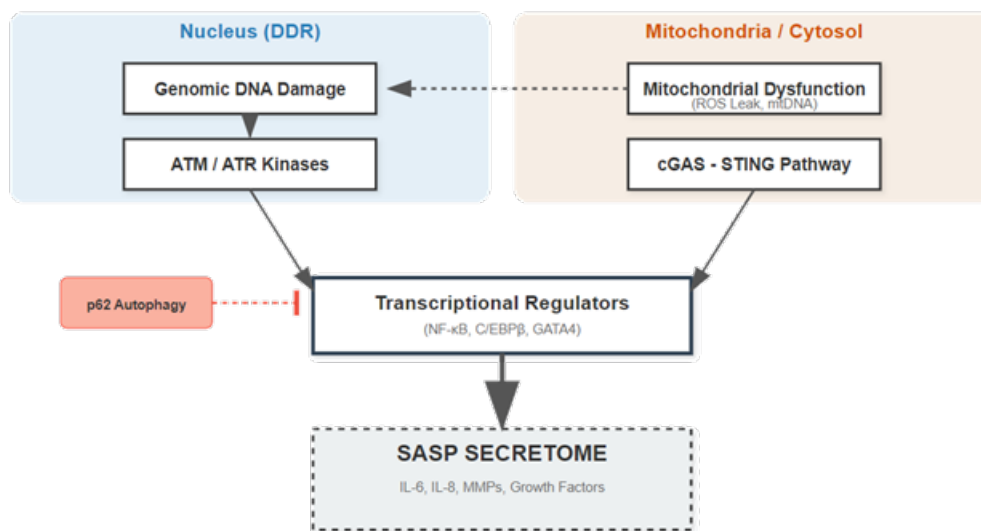 Nucleus (DDR)
Mitochondria / Cytosol
Genomic DNA Damage
Mitochondrial Dysfunction
(ROS Leak, mtDNA)
ATM / ATR Kinases
cGAS - STING Pathway
p62 Autophagy
Transcriptional Regulators
(NF-κB, C/EBPβ, GATA4)
SASP SECRETOME
IL-6, IL-8, MMPs, Growth Factors